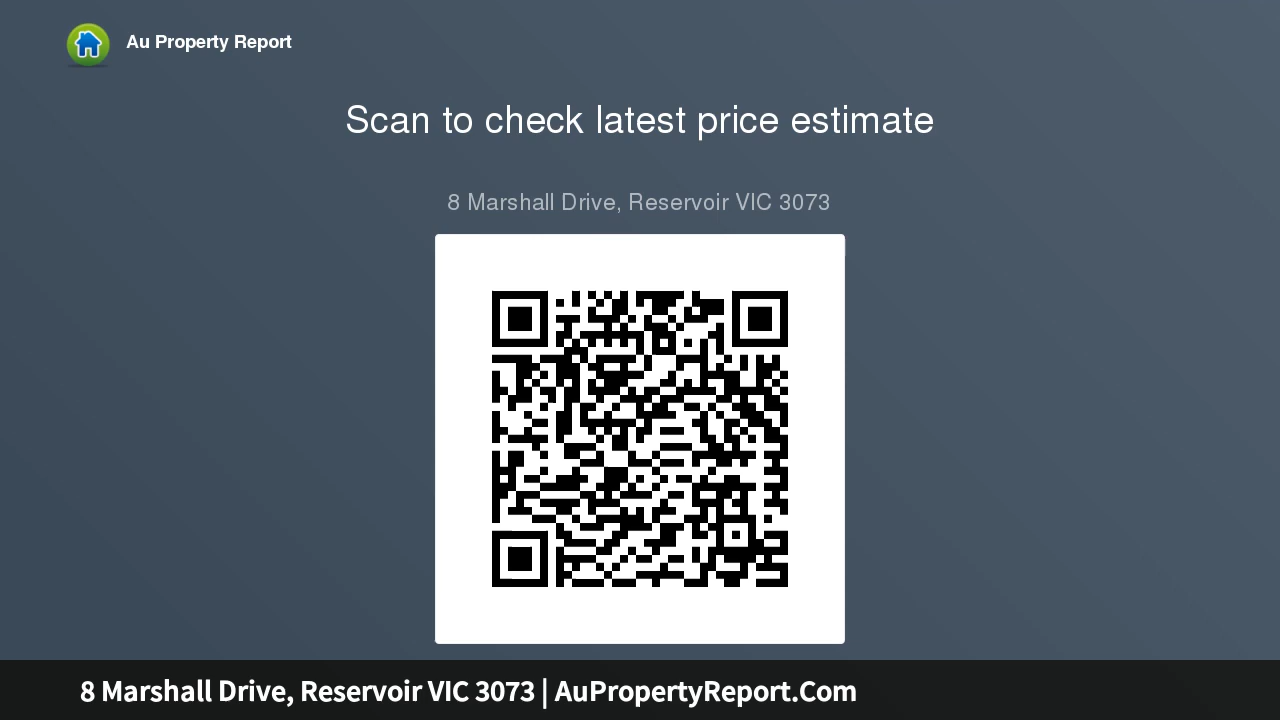 Au Property Report
Scan to check latest price estimate
8 Marshall Drive, Reservoir VIC 3073
8 Marshall Drive, Reservoir VIC 3073 | AuPropertyReport.Com